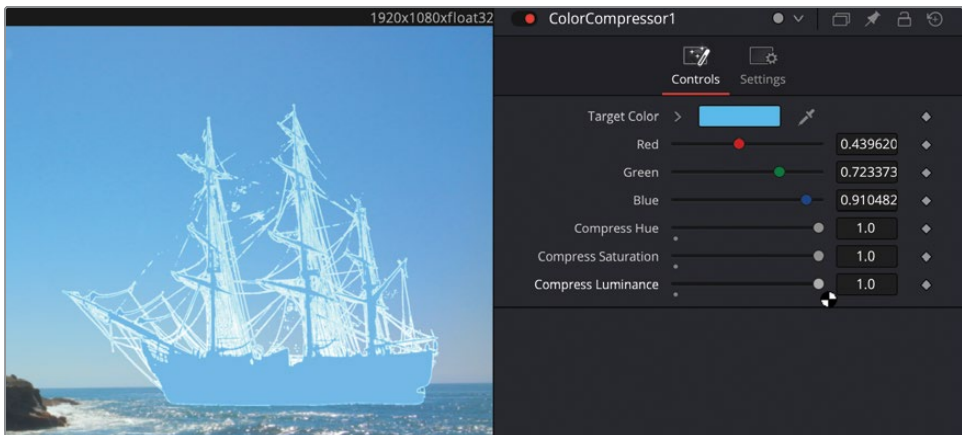 1920x1080xfloat32
ColorCompressor1
Controls Settings
Target Color
Red 0.439620
Green 0.723373
Blue 0.910482
Compress Hue 1.0
Compress Saturation 1.0
Compress Luminance 1.0